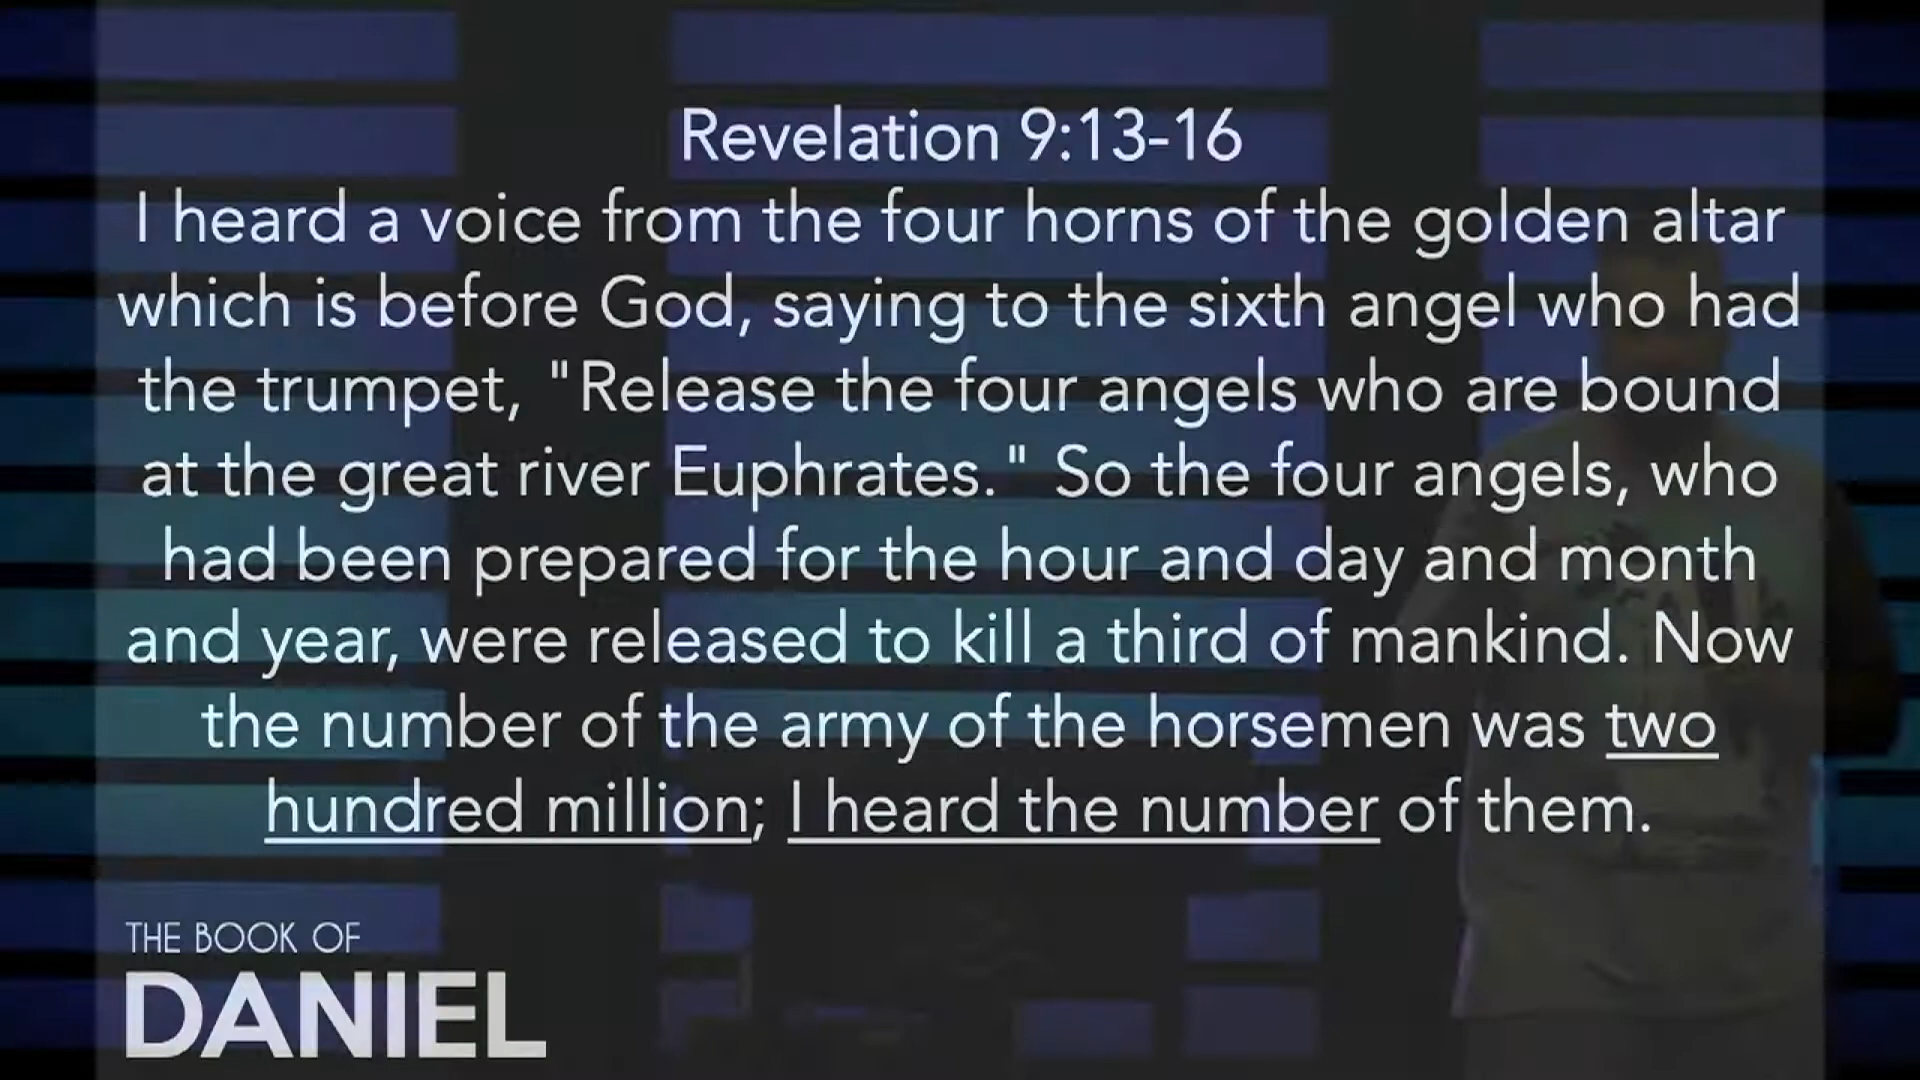 Revelation 9:13-16
I heard a voice from the four horns of the golden altar
which is before God, saying to the sixth angel who had
the trumpet, "Release the four angels who are bound
at the great river Euphrates." So the four angels, who
had been prepared for the hour and day and month
and year, were released to kill a third of mankind. Now
the number of the army of the horsemen was two
hundred million; I heard the number of them.
THE BOOK OF
DANIEL